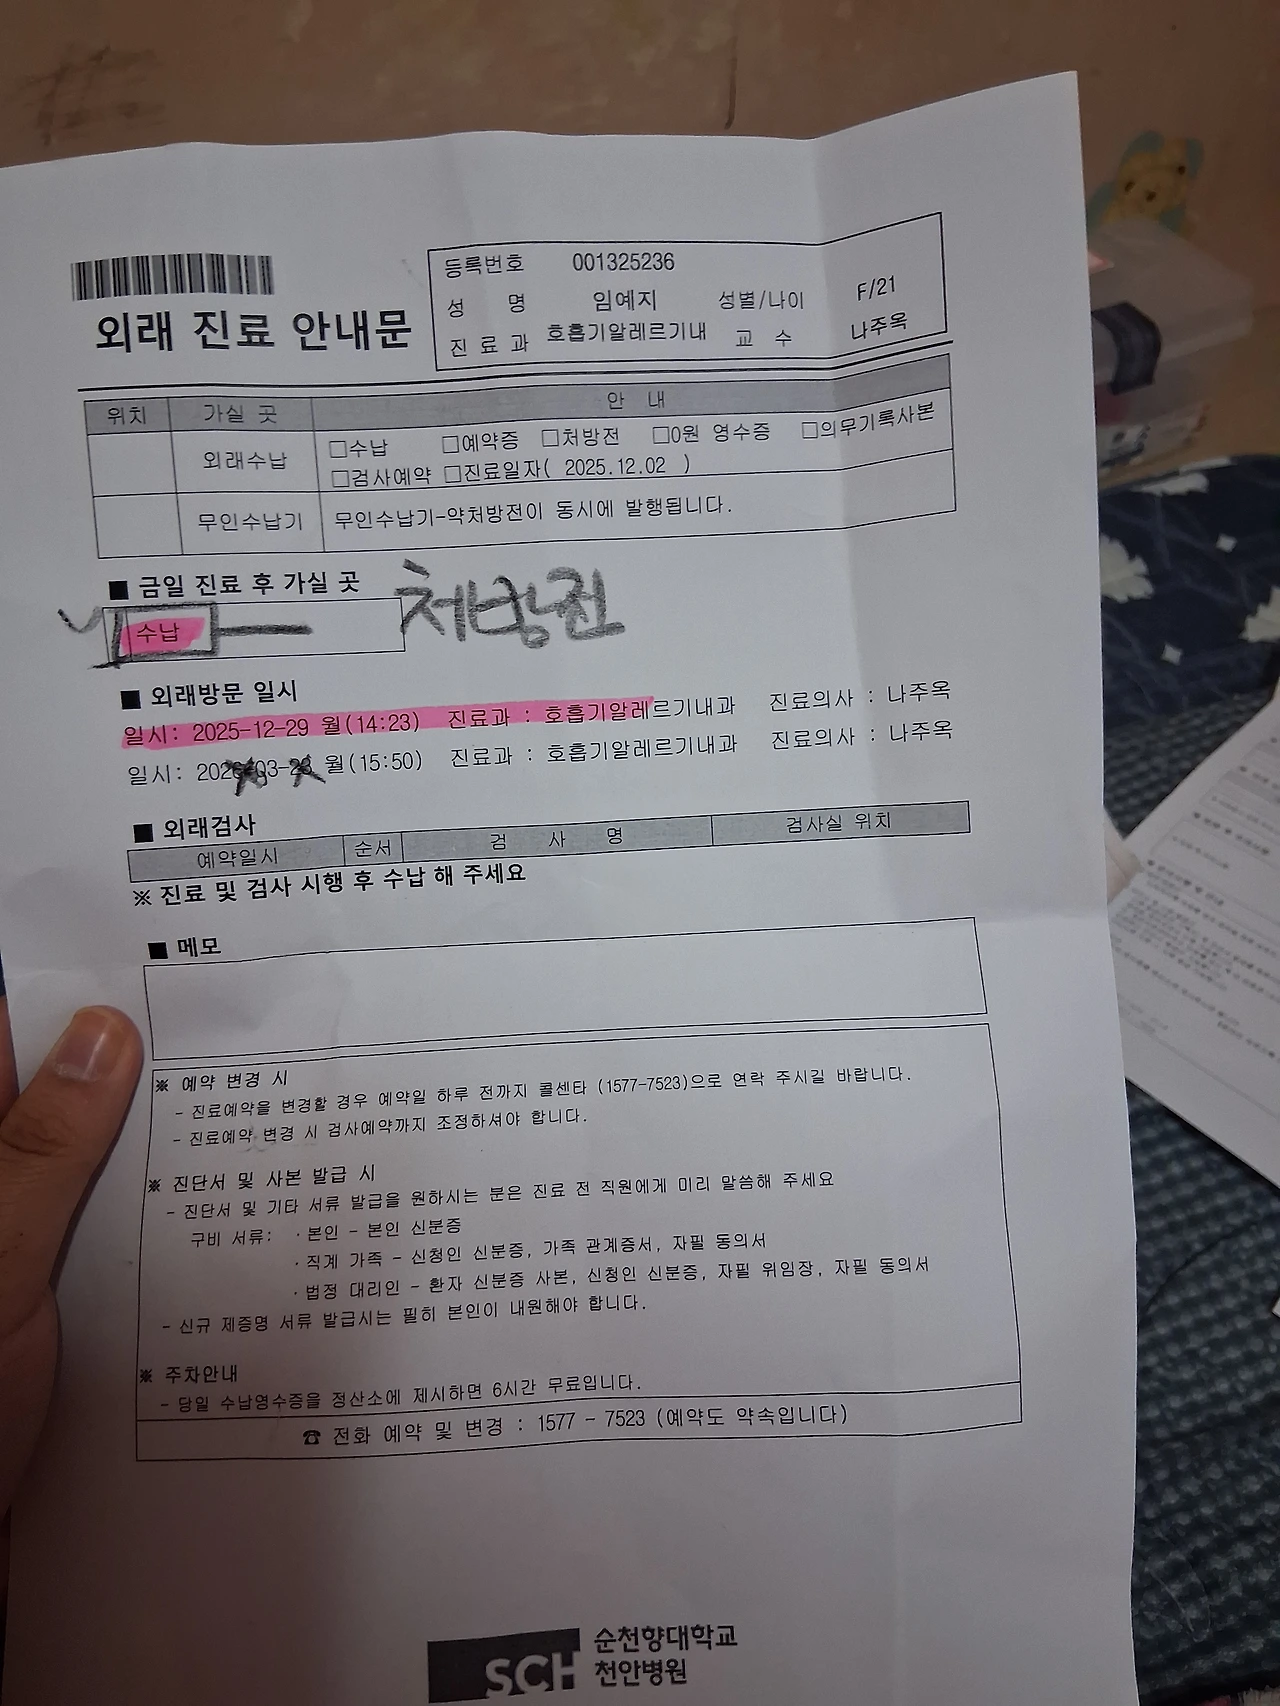 등록번호 001325236
성 명 임예지 성별/나이 F/21
진료과 호흡기알레르기내 교 수 나주옥
외래 진료 안내문
위치 가실 곳 안 내
외래수납 □수납 □예약증 □처방전 □0원 영수증 □의무기록사본
□검사예약 □진료일자( 2025.12.02 )
무인수납기 무인수납기-약처방전이 동시에 발행됩니다.
■ 금일 진료 후 가실 곳
수납 처방전
■ 외래방문 일시
일시: 2025-12-29 월(14:23) 진료과 : 호흡기알레르기내과 진료의사 : 나주옥
일시: 월(15:50) 진료과 : 호흡기알레르기내과 진료의사 : 나주옥
■ 외래검사
예약일시 순서 검 사 명 검사실 위치
※ 진료 및 검사 시행 후 수납 해 주세요
■ 메모
※ 예약 변경 시
- 진료예약을 변경할 경우 예약일 하루 전까지 콜센타 (1577-7523)으로 연락 주시길 바랍니다.
- 진료예약 변경 시 검사예약까지 조정하셔야 합니다.
※ 진단서 및 사본 발급 시
- 진단서 및 기타 서류 발급을 원하시는 분은 진료 전 직원에게 미리 말씀해 주세요
구비 서류: · 본인 - 본인 신분증
· 직계 가족 - 신청인 신분증, 가족 관계증서, 자필 동의서
· 법정 대리인 - 환자 신분증 사본, 신청인 신분증, 자필 위임장, 자필 동의서
- 신규 제증명 서류 발급시는 필히 본인이 내원해야 합니다.
※ 주차안내
- 당일 수납영수증을 정산소에 제시하면 6시간 무료입니다.
☎ 전화 예약 및 변경 : 1577 - 7523 (예약도 약속입니다)
SCH 순천향대학교
천안병원